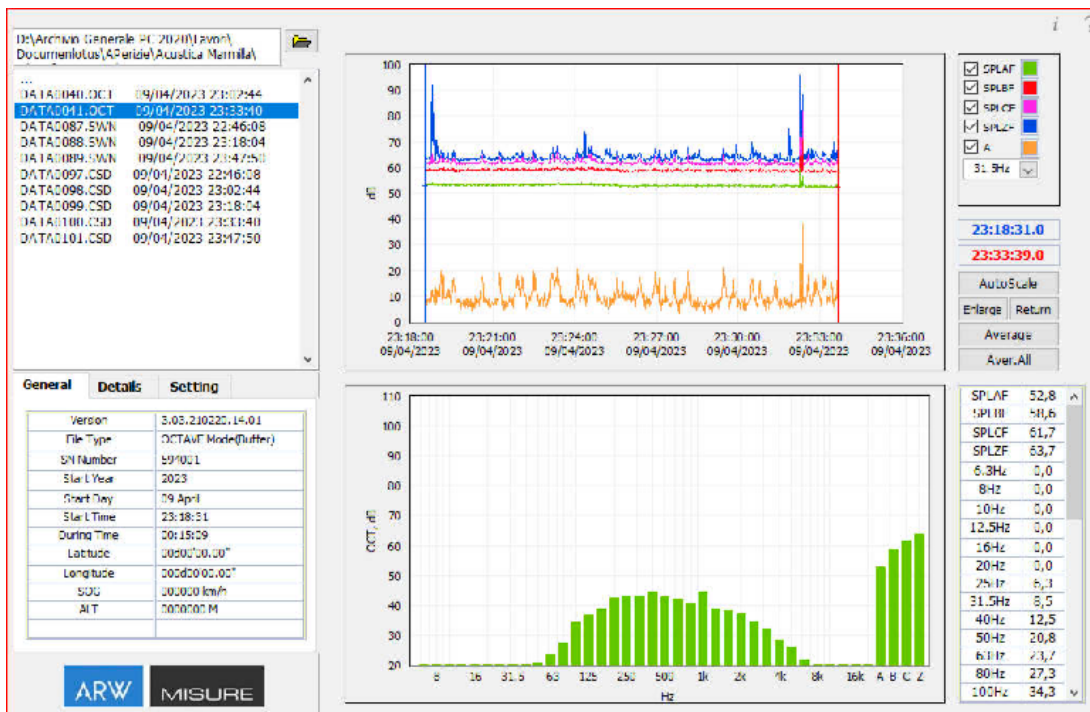 D:\Archivio Generale PC 2020\Lavori\
Documenlotus\APerizie\Acustica Marmilla\
...
DATA0040.OCT 09/04/2023 23:02:44
DATA0041.OCT 09/04/2023 23:33:40
DATA0087.SWN 09/04/2023 22:46:08
DATA0088.SWN 09/04/2023 23:18:04
DATA0089.SWN 09/04/2023 23:47:50
DATA0097.CSD 09/04/2023 22:46:08
DATA0098.CSD 09/04/2023 23:02:44
DATA0099.CSD 09/04/2023 23:18:04
DATA0100.CSD 09/04/2023 23:33:40
DATA0101.CSD 09/04/2023 23:47:50
General Details Setting
Version 3.03.210220.14.01
File Type OCTAVE Mode(Buffer)
SN Number 594001
Start Year 2023
Start Day 09 April
Start Time 23:18:31
During Time 00:15:09
Latitude 00d00'00.00"
Longitude 000d00'00.00"
SOG 000000 km/h
ALT 0000000 M
ARW MISURE
100
90
80
70
60
50
40
30
20
10
0
dB
23:18:00 23:21:00 23:24:00 23:27:00 23:30:00 23:33:00 23:36:00
09/04/2023 09/04/2023 09/04/2023 09/04/2023 09/04/2023 09/04/2023 09/04/2023
110
100
90
80
70
60
50
40
30
20
OCT, dB
8 16 31.5 63 125 250 500 1k 2k 4k 8k 16k A B C Z
Hz
i ?
SPLAF
SPLBF
SPLCF
SPLZF
A
31.5Hz
23:18:31.0
23:33:39.0
AutoScale
Enlarge Return
Average
Aver.All
SPLAF 52,8
SPLBF 58,6
SPLCF 61,7
SPLZF 63,7
6.3Hz 0,0
8Hz 0,0
10Hz 0,0
12.5Hz 0,0
16Hz 0,0
20Hz 0,0
25Hz 6,3
31.5Hz 8,5
40Hz 12,5
50Hz 20,8
63Hz 23,7
80Hz 27,3
100Hz 34,3